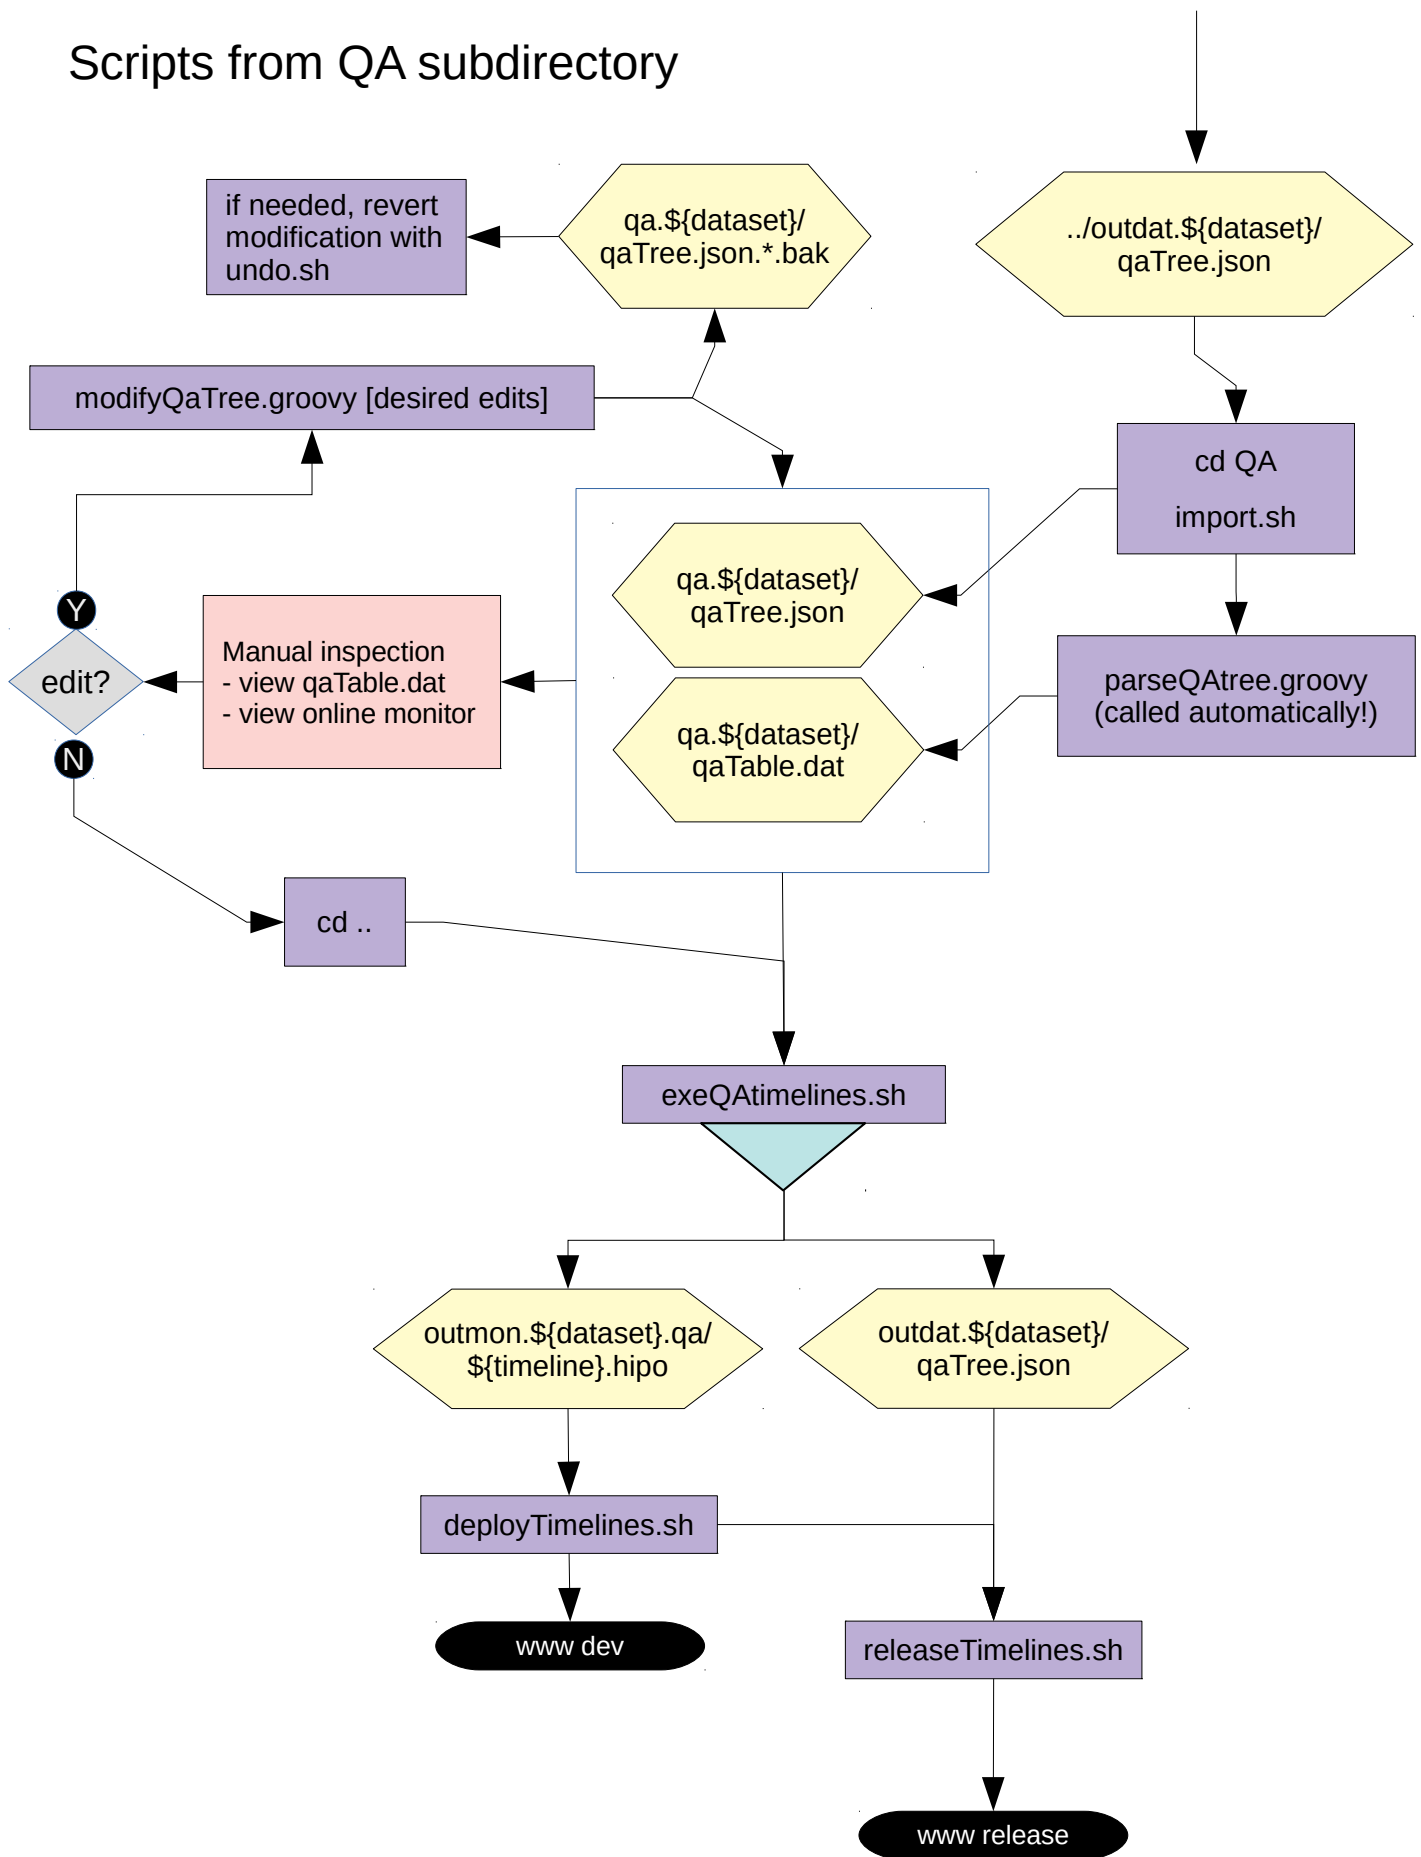 Scripts from QA subdirectory
if needed, revert
modification with
undo.sh
qa.${dataset}/
qaTree.json.*.bak
../outdat.${dataset}/
qaTree.json
modifyQaTree.groovy [desired edits]
cd QA
import.sh
qa.${dataset}/
qaTree.json
Y
edit?
N
Manual inspection
- view qaTable.dat
- view online monitor
qa.${dataset}/
qaTable.dat
parseQAtree.groovy
(called automatically!)
cd ..
exeQAtimelines.sh
outmon.${dataset}.qa/
${timeline}.hipo
outdat.${dataset}/
qaTree.json
deployTimelines.sh
www dev
releaseTimelines.sh
www release